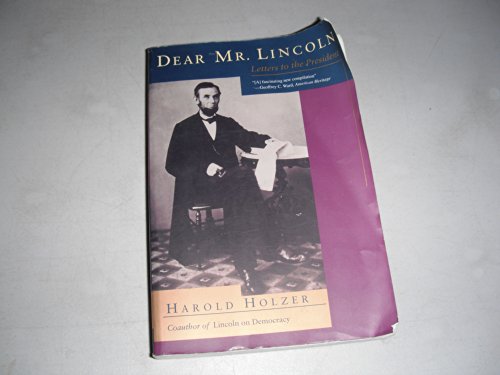 DEAR MR. LINCOLN
Letters to the President
"[A] fascinating new compilation"
—Geoffrey C. Ward, American Heritage
HAROLD HOLZER
Coauthor of Lincoln on Democracy